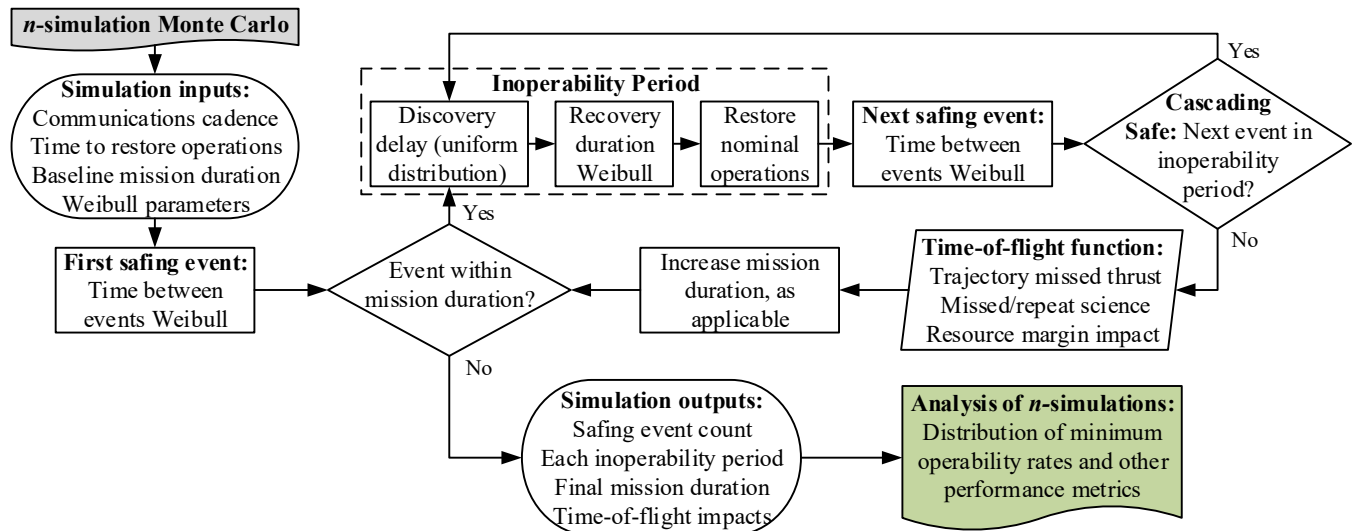 n-simulation Monte Carlo
Simulation inputs:
Communications cadence
Time to restore operations
Baseline mission duration
Weibull parameters
First safing event:
Time between
events Weibull
Event within
mission duration?
Yes
No
Inoperability Period
Discovery
delay (uniform
distribution)
Recovery
duration
Weibull
Restore
nominal
operations
Next safing event:
Time between
events Weibull
Cascading
Safe: Next event in
inoperability
period?
Yes
No
Time-of-flight function:
Trajectory missed thrust
Missed/repeat science
Resource margin impact
Increase mission
duration, as
applicable
Simulation outputs:
Safing event count
Each inoperability period
Final mission duration
Time-of-flight impacts
Analysis of n-simulations:
Distribution of minimum
operability rates and other
performance metrics